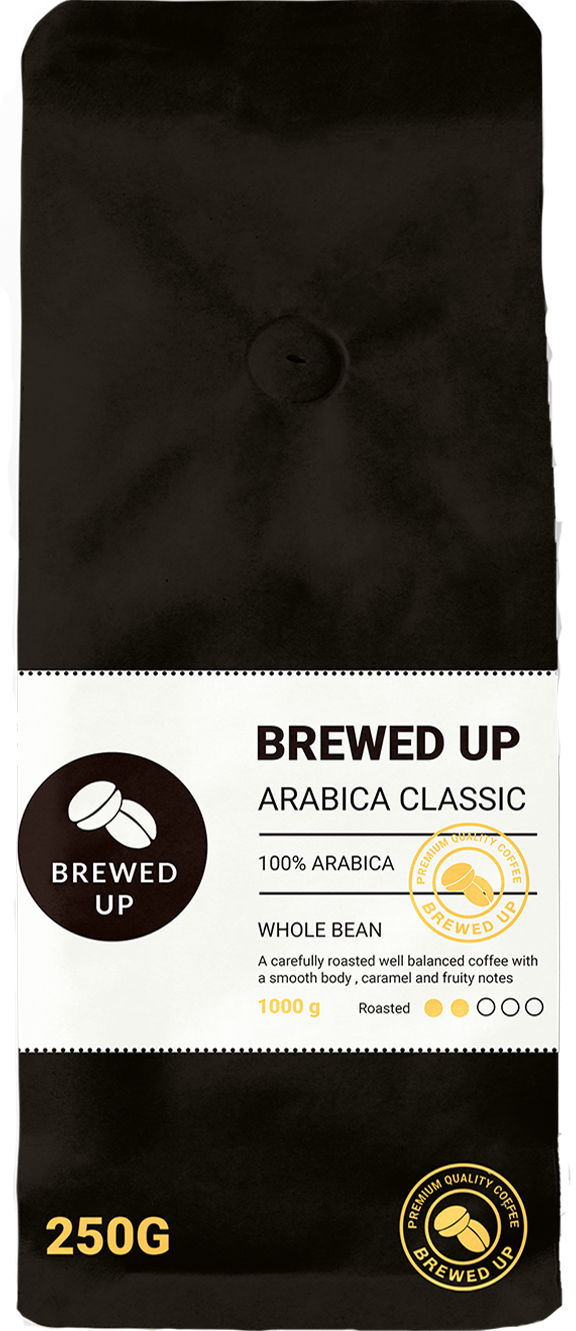 BREWED UP
ARABICA CLASSIC
100% ARABICA
PREMIUM QUALITY COFFEE
BREWED UP
BREWED
UP
WHOLE BEAN
A carefully roasted well balanced coffee with
a smooth body , caramel and fruity notes
1000 g
Roasted
250G
PREMIUM QUALITY COFFEE
BREWED UP